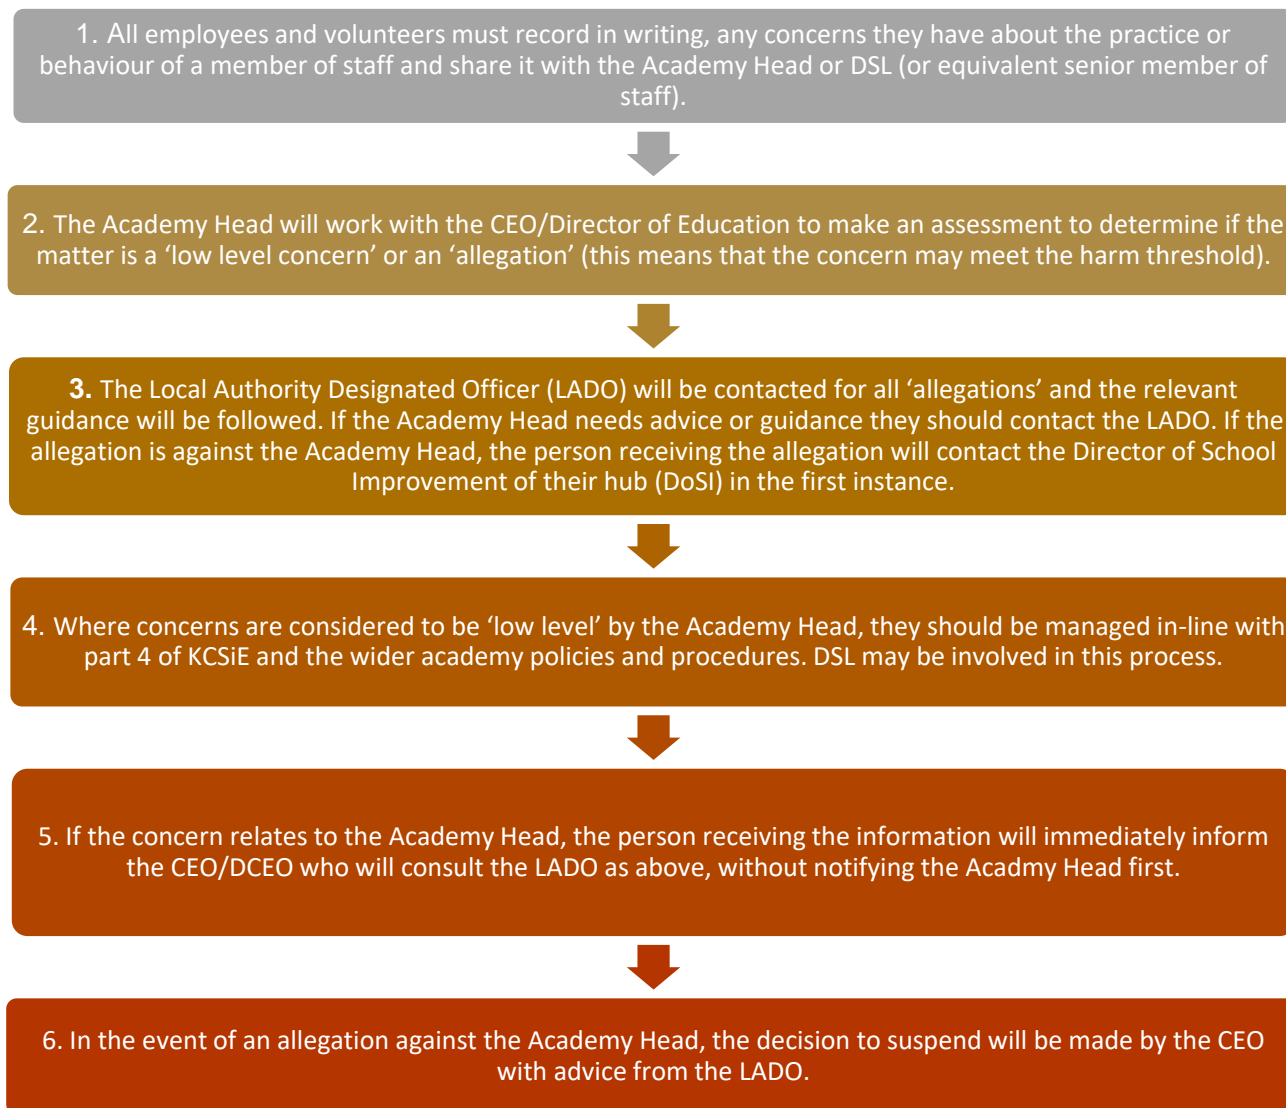 1. All employees and volunteers must record in writing, any concerns they have about the practice or
behaviour of a member of staff and share it with the Academy Head or DSL (or equivalent senior member of
staff).
2. The Academy Head will work with the CEO/Director of Education to make an assessment to determine if the
matter is a ‘low level concern’ or an ‘allegation’ (this means that the concern may meet the harm threshold).
3. The Local Authority Designated Officer (LADO) will be contacted for all ‘allegations’ and the relevant
guidance will be followed. If the Academy Head needs advice or guidance they should contact the LADO. If the
allegation is against the Academy Head, the person receiving the allegation will contact the Director of School
Improvement of their hub (DoSI) in the first instance.
4. Where concerns are considered to be ‘low level’ by the Academy Head, they should be managed in-line with
part 4 of KCSiE and the wider academy policies and procedures. DSL may be involved in this process.
5. If the concern relates to the Academy Head, the person receiving the information will immediately inform
the CEO/DCEO who will consult the LADO as above, without notifying the Acadmy Head first.
6. In the event of an allegation against the Academy Head, the decision to suspend will be made by the CEO
with advice from the LADO.